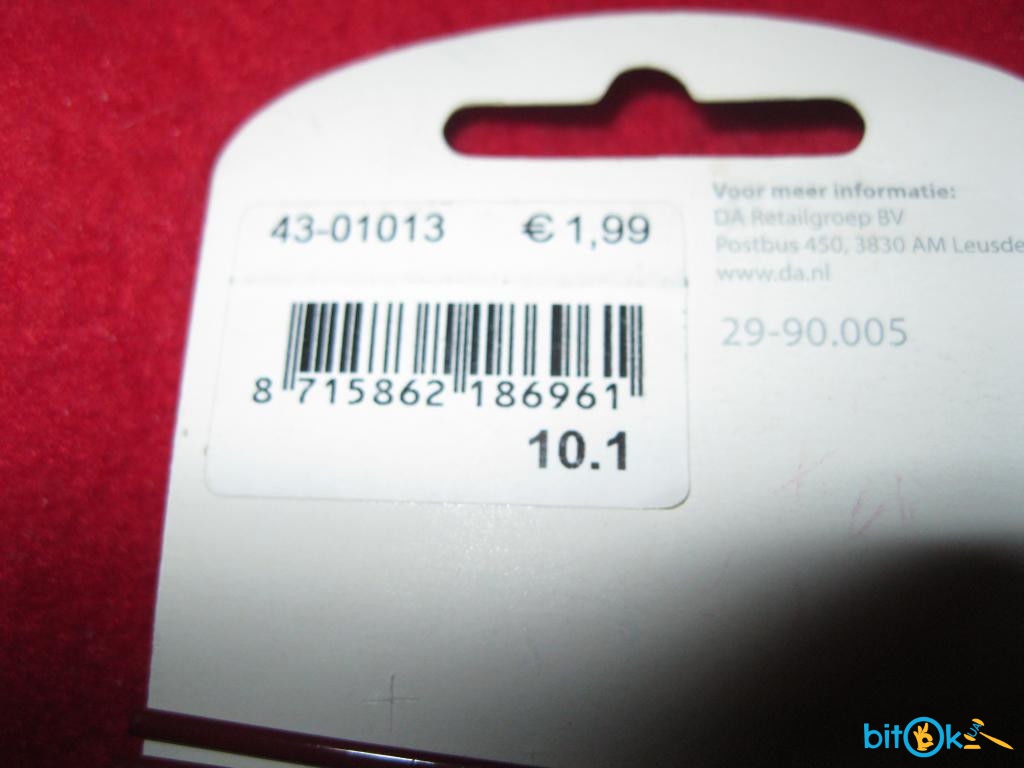 43-01013 € 1,99
8 715862 186961
10.1
Voor meer informatie:
DA Retailgroep BV
Postbus 450, 3830 AM Leusde
www.da.nl
29-90.005
bitok UA